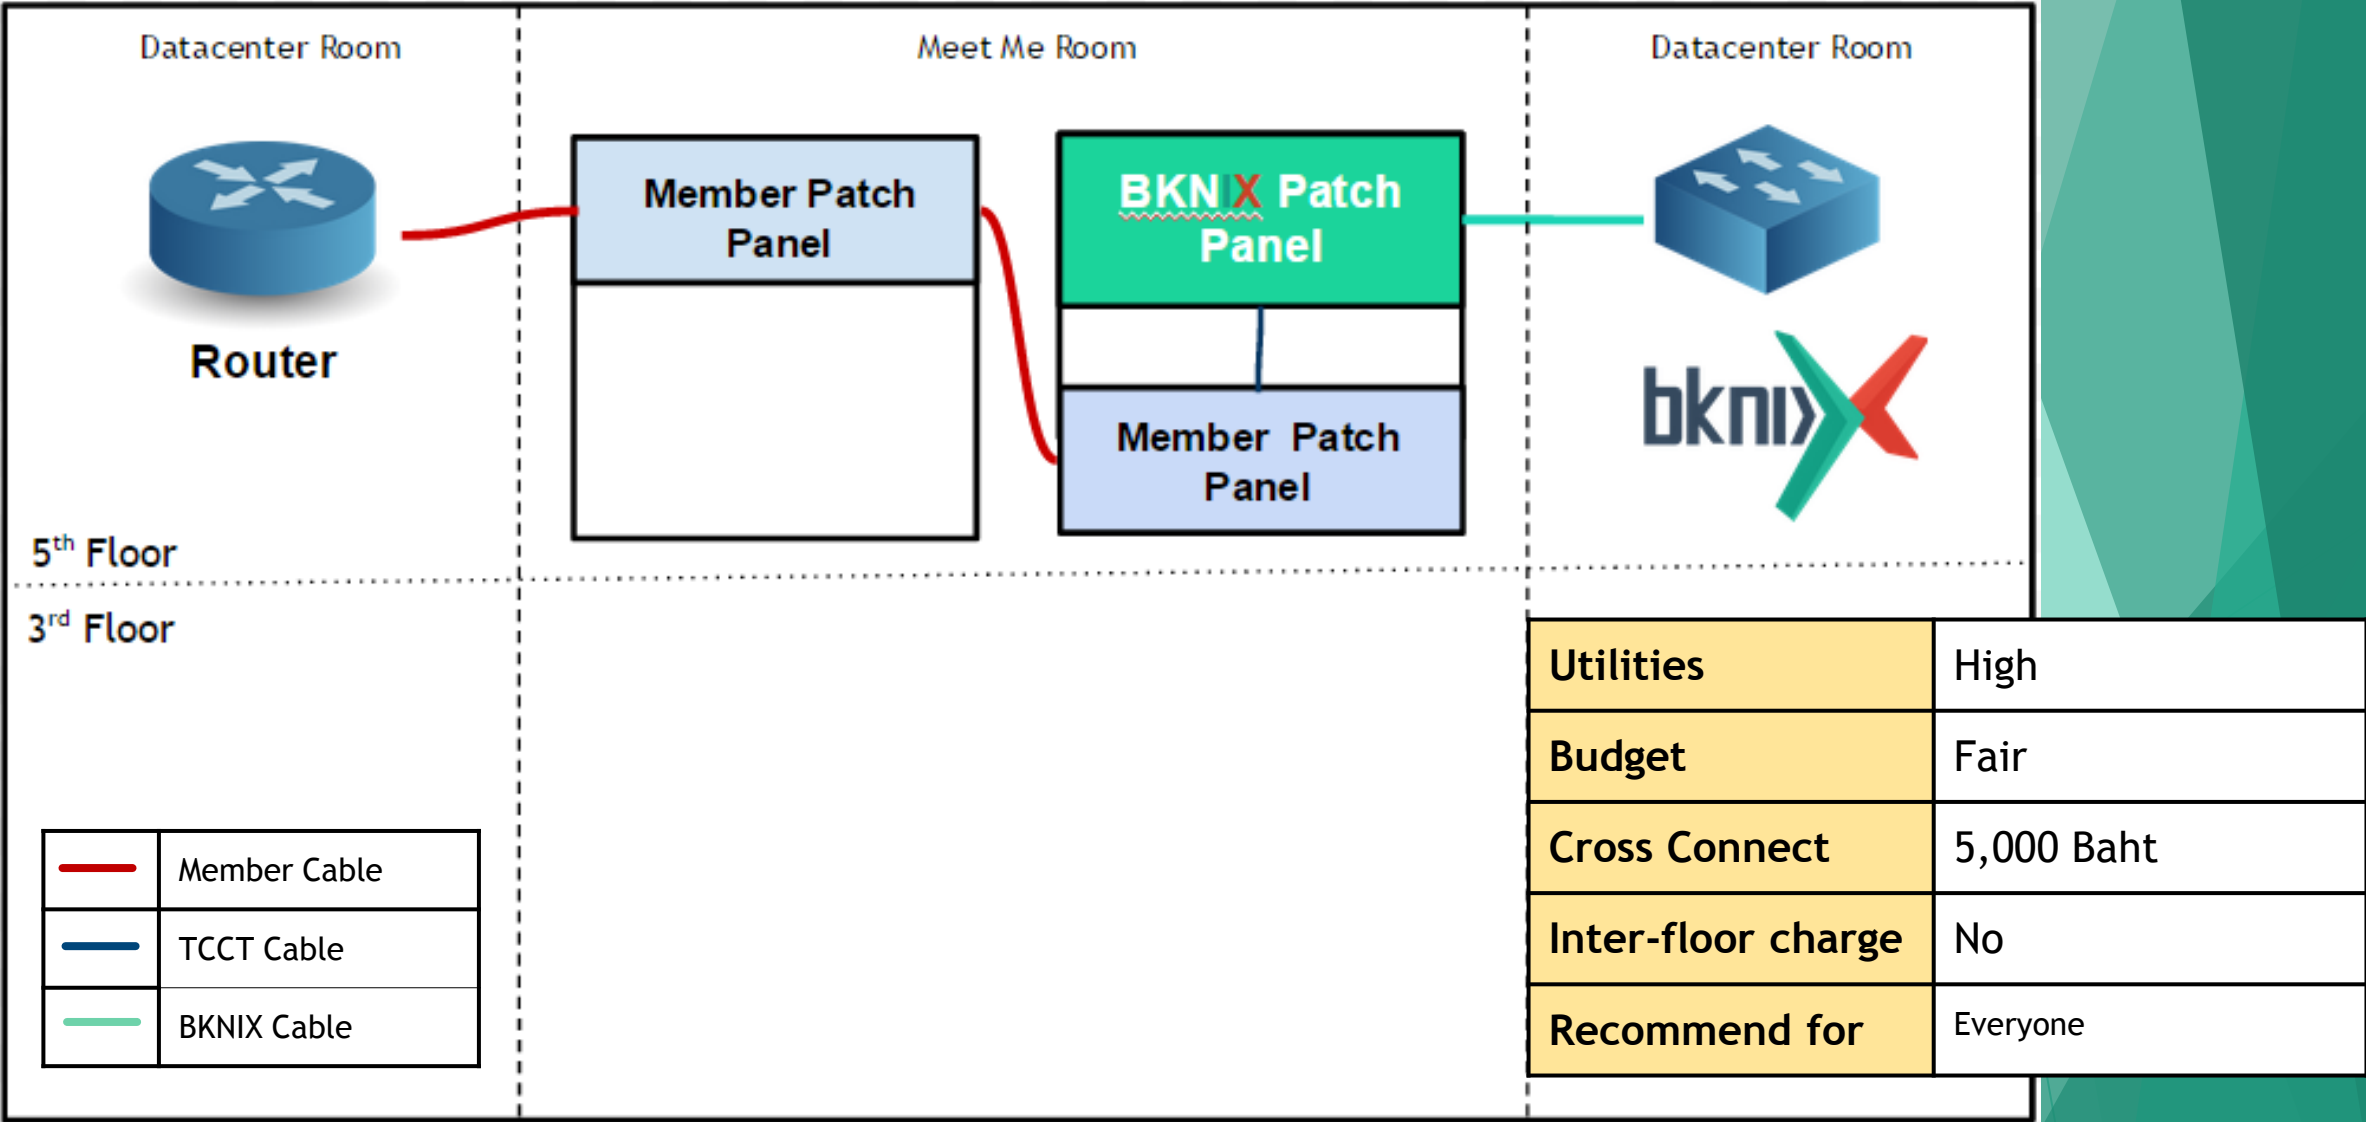 Datacenter Room
Meet Me Room
Datacenter Room
Member Patch
Panel
BKNIX Patch
Panel
Router
bknix
Member  Patch
Panel
5th Floor
3rd Floor
Utilities High
Budget Fair
Cross Connect 5,000 Baht
Inter-floor charge No
Recommend for Everyone
Member Cable
TCCT Cable
BKNIX Cable